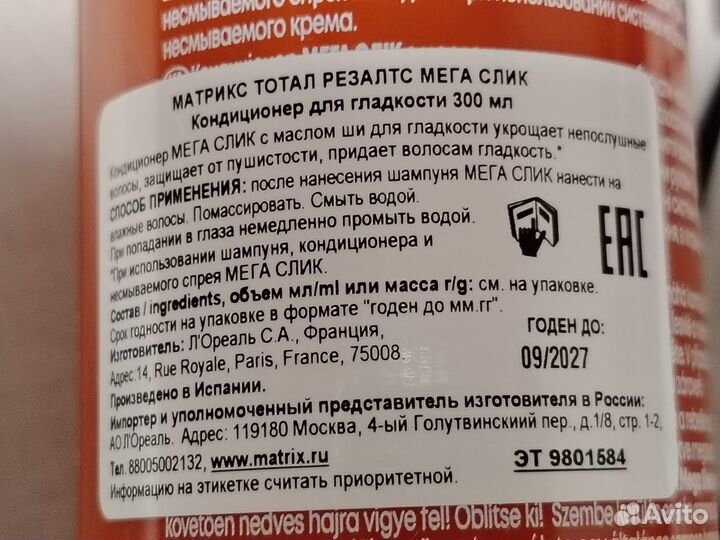 несмываемого крема.
МАТРИКС ТОТАЛ РЕЗАЛТС МЕГА СЛИК
Кондиционер для гладкости 300 мл
Кондиционер МЕГА СЛИК с маслом ши для гладкости укрощает непослушные
волосы, защищает от пушистости, придает волосам гладкость.*
СПОСОБ ПРИМЕНЕНИЯ: после нанесения шампуня МЕГА СЛИК нанести на
влажные волосы. Помассировать. Смыть водой.
При попадании в глаза немедленно промыть водой.
*При использовании шампуня, кондиционера и
несмываемого спрея МЕГА СЛИК.
Состав / ingredients, объем мл/ml или масса г/g: см. на упаковке.
Срок годности на упаковке в формате "годен до мм.гг".
Изготовитель: Л'Ореаль С.А., Франция,
Адрес:14, Rue Royale, Paris, France, 75008.
Произведено в Испании.
ГОДЕН ДО:
09/2027
EAC
Импортер и уполномоченный представитель изготовителя в России:
АО Л'Ореаль. Адрес: 119180 Москва, 4-ый Голутвинскиий пер., д.1/8, стр. 1-2,
Тел. 88005002132, www.matrix.ru
ЭТ 9801584
Информацию на этикетке считать приоритетной.
követően nedves hajra vigye fel! Oblítse ki! Szembe
Avito